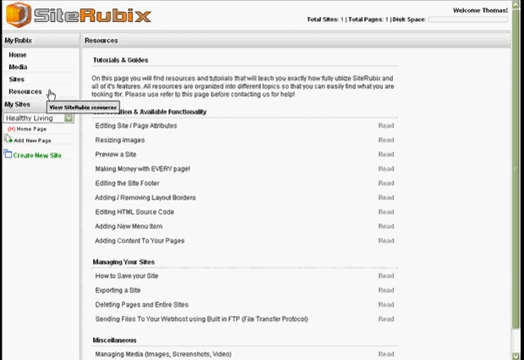 SiteRubix
Welcome Thomas!
Total Sites: 1 | Total Pages: 1 | Disk Space:
My Rubix
Resources
Home
Media
Sites
Resources
View SiteRubix resources
My Sites
Healthy Living
(H) Home Page
Add New Page
Create New Site
Tutorials & Guides
On this page you will find resources and tutorials that will teach you exactly how fully utilize SiteRubix and
all of it's features. All resources are organized into different topics so that you can easily find what you are
looking for. Please use refer to this page before contacting us for help!
& Available Functionality
Editing Site / Page Attributes Read
Resizing Images Read
Preview a Site Read
Making Money with EVERY page! Read
Editing the Site Footer Read
Adding / Removing Layout Borders Read
Editing HTML Source Code Read
Adding New Menu Item Read
Adding Content To Your Pages Read
Managing Your Sites
How to Save your Site Read
Exporting a Site Read
Deleting Pages and Entire Sites Read
Sending Files To Your Webhost using Built in FTP (File Transfer Protocol) Read
Miscellaneous
Managing Media (Images, Screenshots, Video) Read